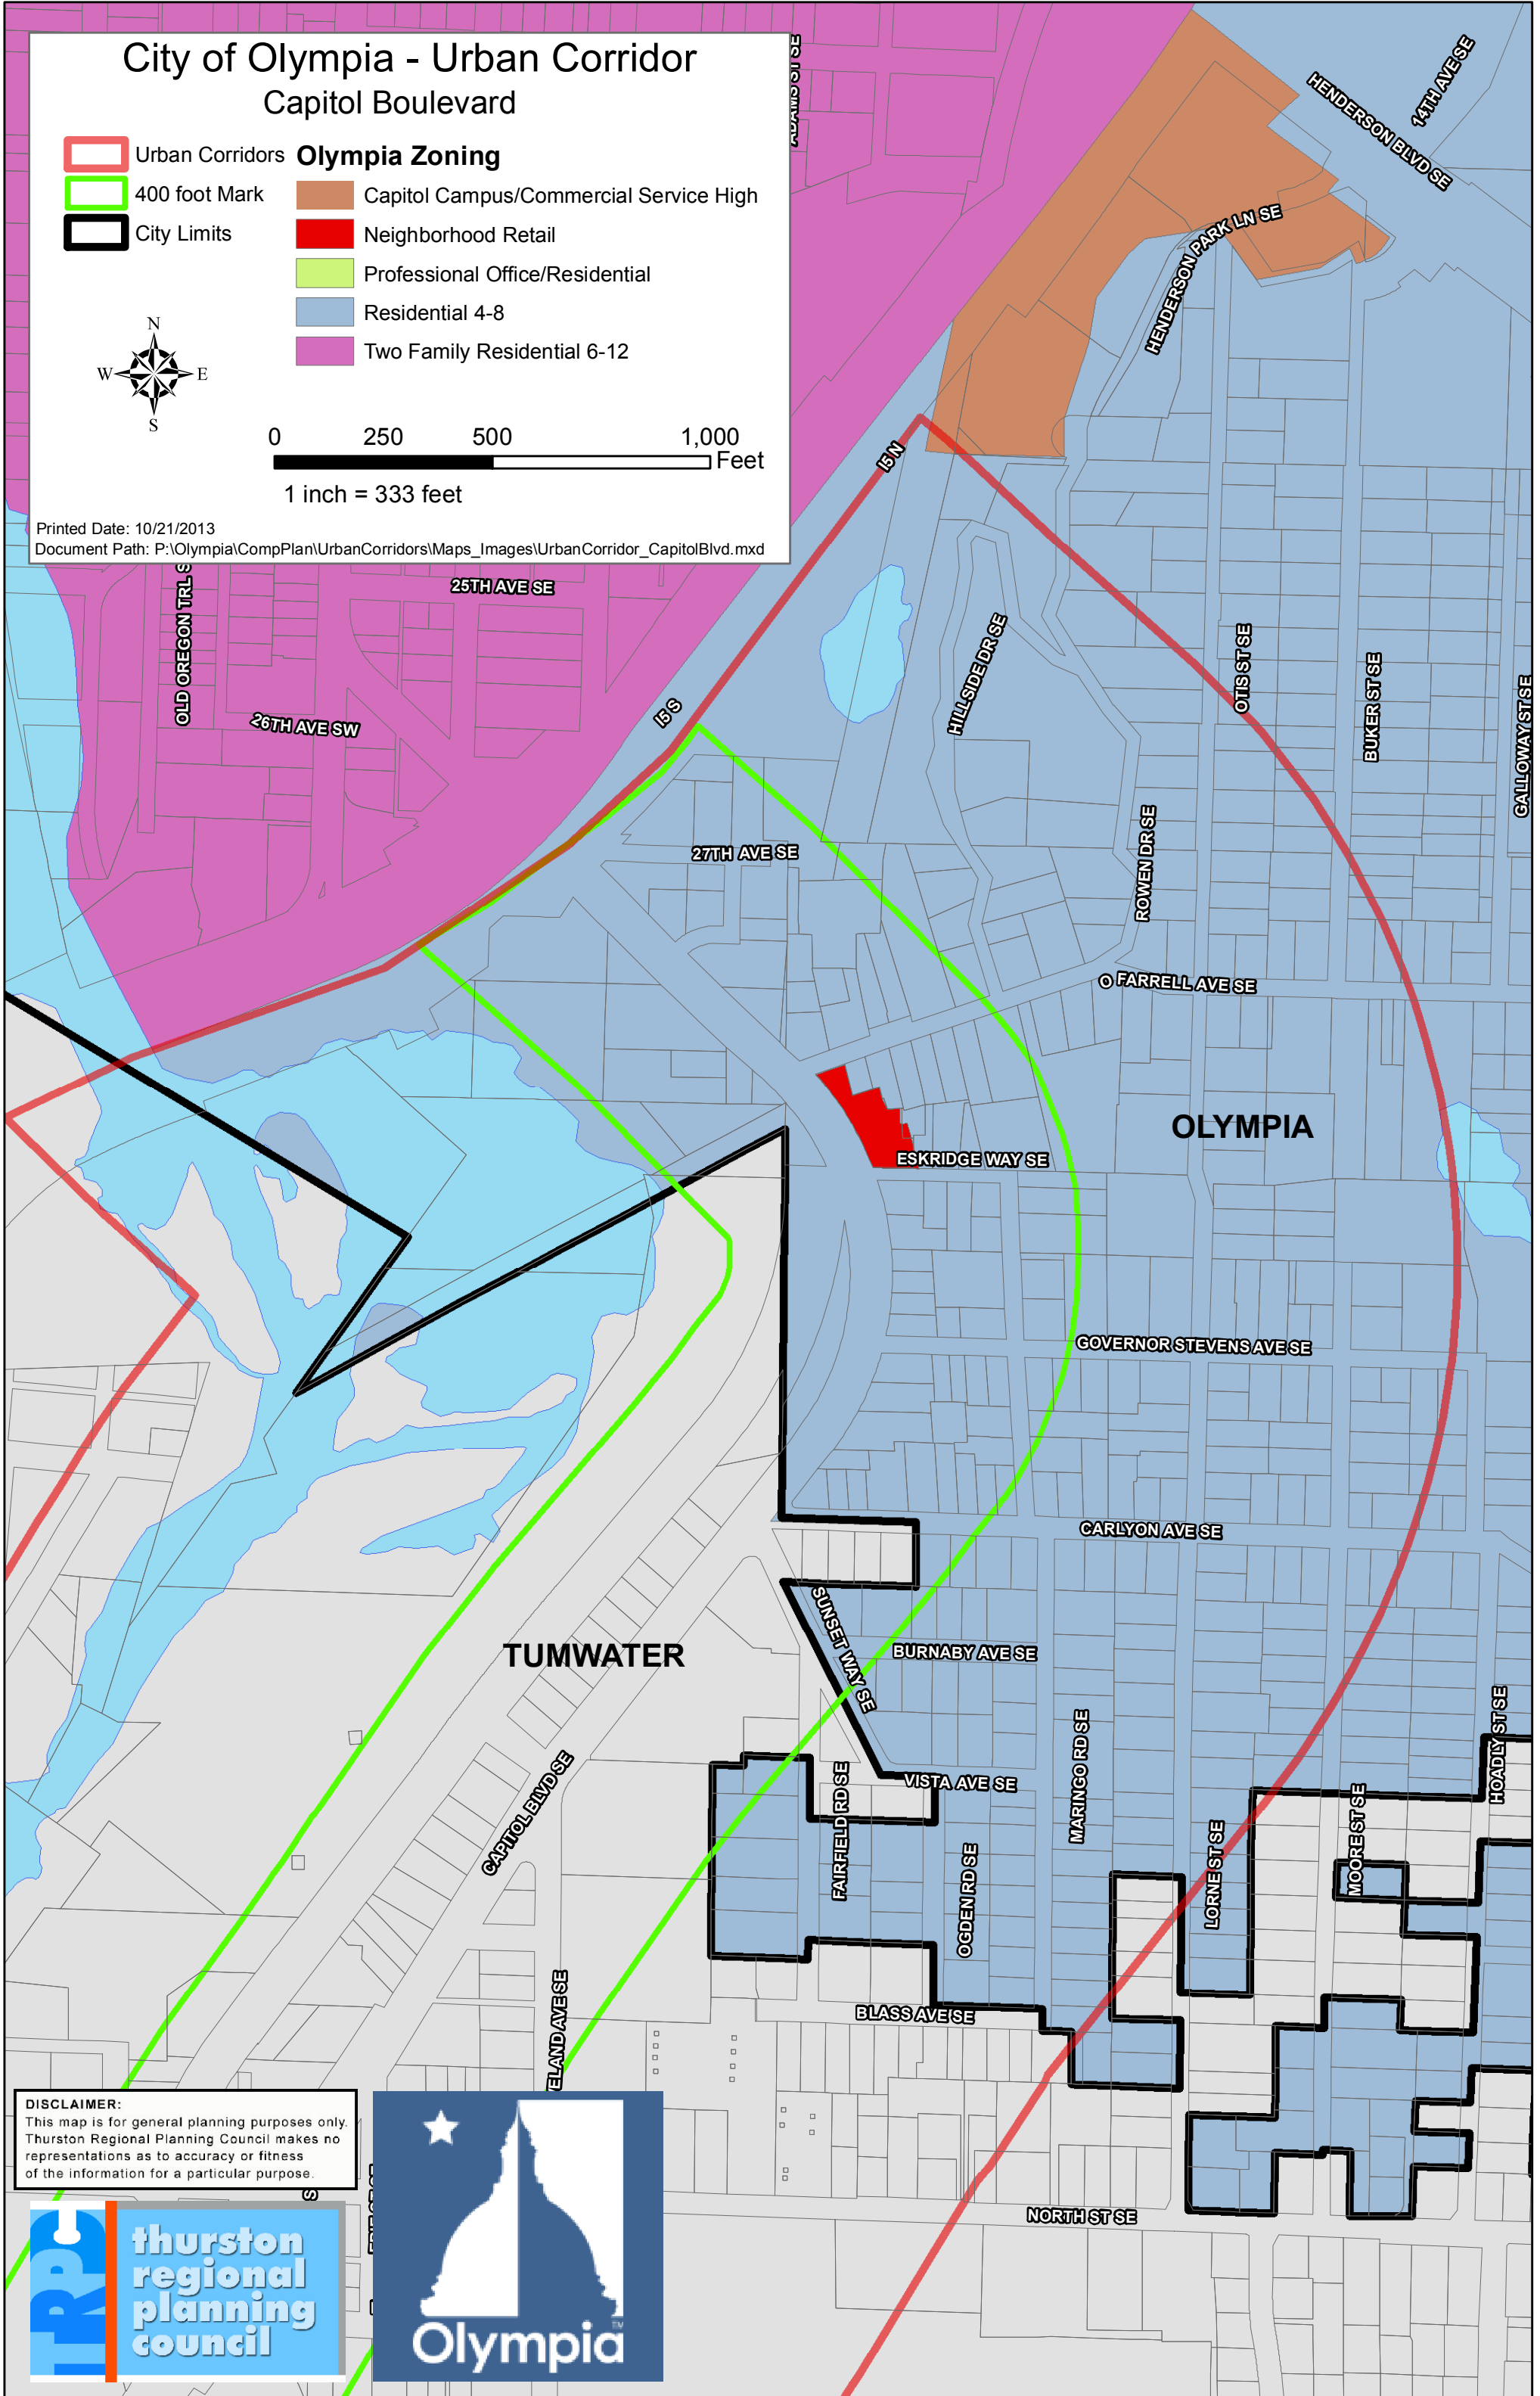 City of Olympia - Urban Corridor
Capitol Boulevard
Urban Corridors
400 foot Mark
City Limits
Olympia Zoning
Capitol Campus/Commercial Service High
Neighborhood Retail
Professional Office/Residential
Residential 4-8
Two Family Residential 6-12
N
W E
S
0 250 500 1,000
Feet
1 inch = 333 feet
Printed Date: 10/21/2013
Document Path: P:\Olympia\CompPlan\UrbanCorridors\Maps_Images\UrbanCorridor_CapitolBlvd.mxd
ADAMS ST SE
14TH AVE SE
HENDERSON BLVD SE
HENDERSON PARK LN SE
I5 N
25TH AVE SE
OLD OREGON TRL S
26TH AVE SW
I5 S
HILLSIDE DR SE
OTIS ST SE
BUKER ST SE
GALLOWAY ST SE
27TH AVE SE
ROWEN DR SE
O FARRELL AVE SE
OLYMPIA
ESKRIDGE WAY SE
GOVERNOR STEVENS AVE SE
CARLYON AVE SE
SUNSET WAY SE
BURNABY AVE SE
TUMWATER
MARINGO RD SE
HOADLY ST SE
CAPITOL BLVD SE
FAIRFIELD RD SE
VISTA AVE SE
OGDEN RD SE
LORNE ST SE
MOORE ST SE
BLASS AVE SE
ELAND AVE SE
NORTH ST SE
DISCLAIMER:
This map is for general planning purposes only.
Thurston Regional Planning Council makes no
representations as to accuracy or fitness
of the information for a particular purpose.
S
TRPC
thurston
regional
planning
council
Olympia
TM